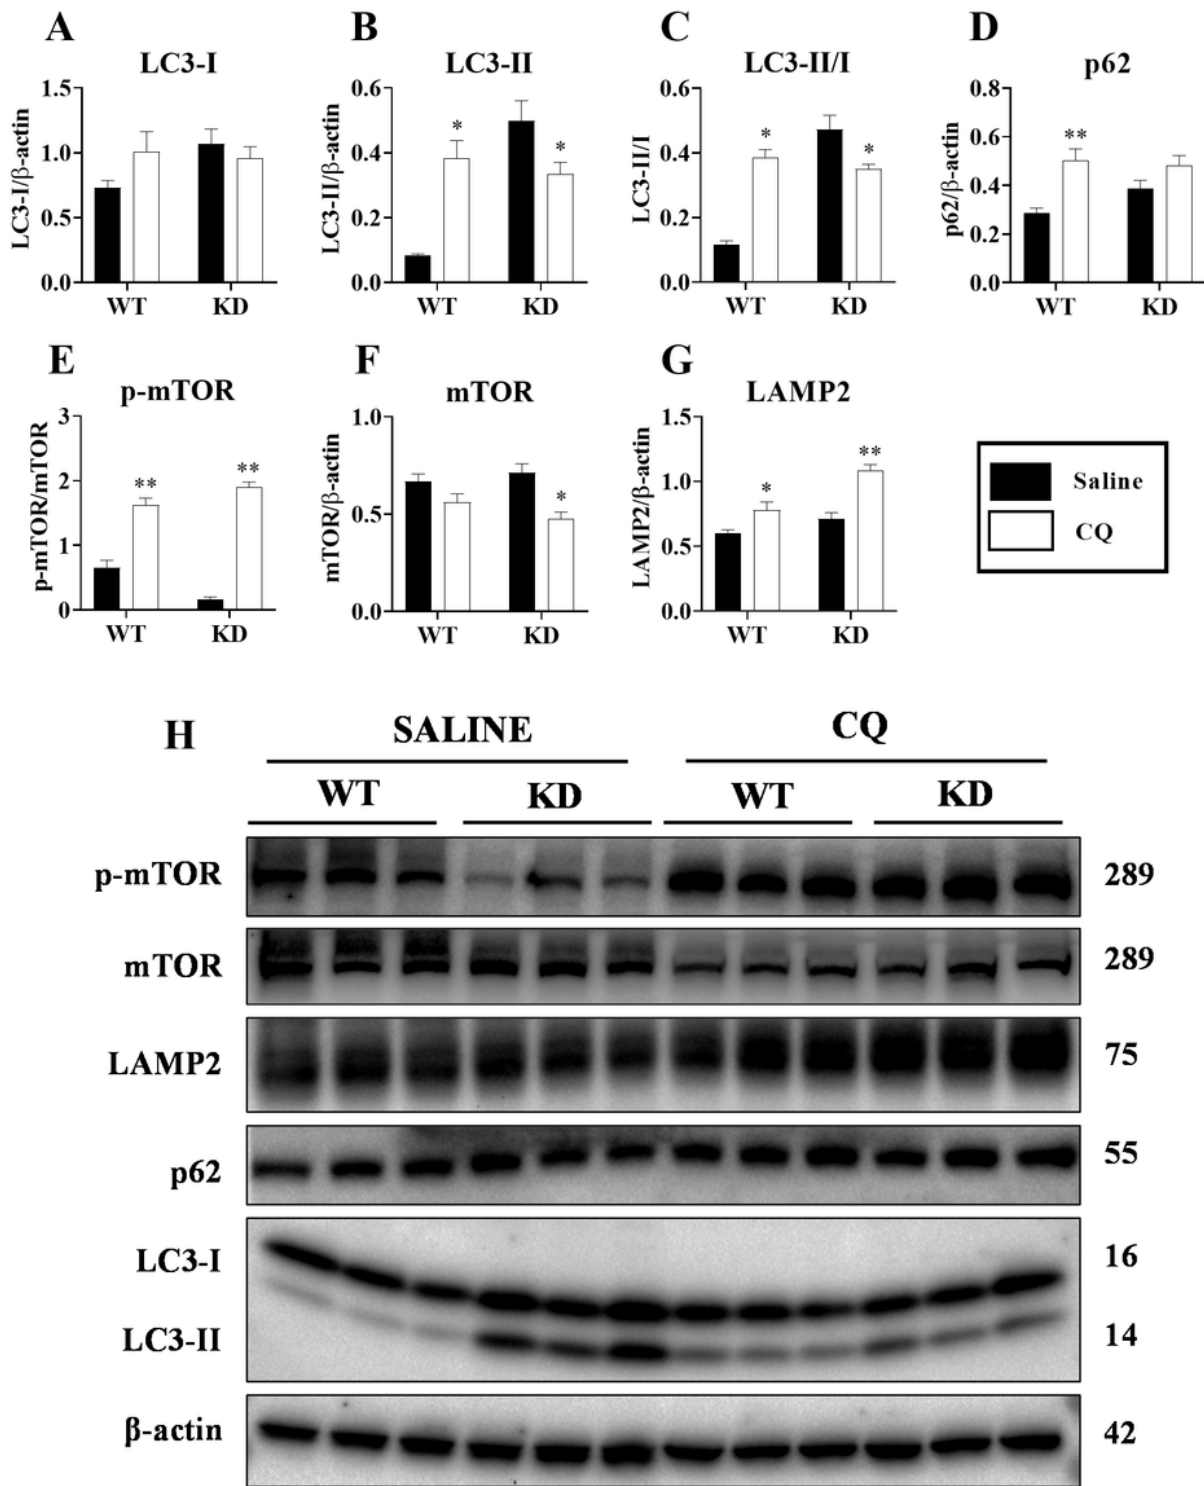 A
LC3-I
LC3-I/β-actin
1.5
1.0
0.5
0.0
WT KD
B
LC3-II
LC3-II/β-actin
0.6
0.4
0.2
0.0
* *
WT KD
C
LC3-II/I
LC3-II/I
0.6
0.4
0.2
0.0
* *
WT KD
D
p62
p62/β-actin
0.8
0.6
0.4
0.2
0.0
**
WT KD
E
p-mTOR
p-mTOR/mTOR
3
2
1
0
** **
WT KD
F
mTOR
mTOR/β-actin
1.0
0.5
0.0
*
WT KD
G
LAMP2
LAMP2/β-actin
1.5
1.0
0.5
0.0
* **
WT KD
Saline
CQ
H
SALINE CQ
WT KD WT KD
p-mTOR 289
mTOR 289
LAMP2 75
p62 55
LC3-I 16
LC3-II 14
β-actin 42